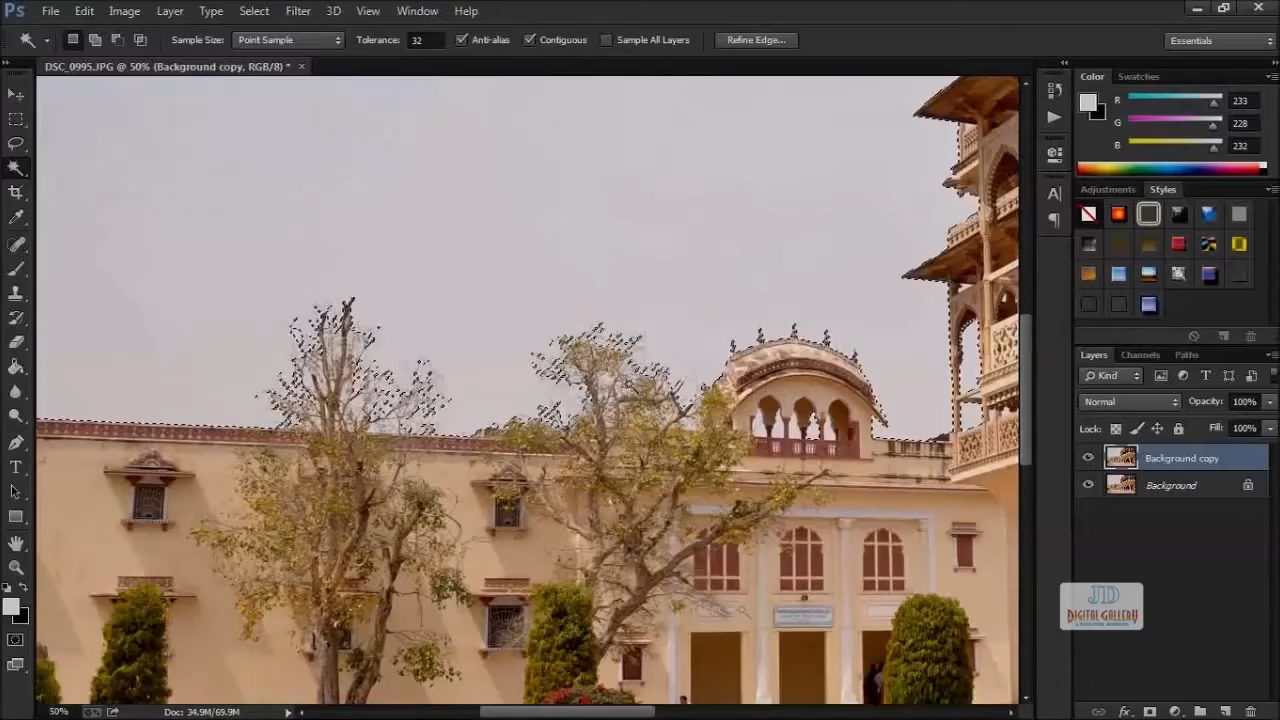 Ps File Edit Image Layer Type Select Filter 3D View Window Help
Sample Size: Point Sample Tolerance: 32 Anti-alias Contiguous Sample All Layers Refine Edge... Essentials
DSC_0995.JPG @ 50% (Background copy, RGB/8) * ×
Color Swatches
R 233
G 228
B 232
Adjustments Styles
Layers Channels Paths
Kind
Normal Opacity: 100%
Lock: Fill: 100%
Background copy
Background
JD
DIGITAL GALLERY
50% Doc: 34.9M/69.9M